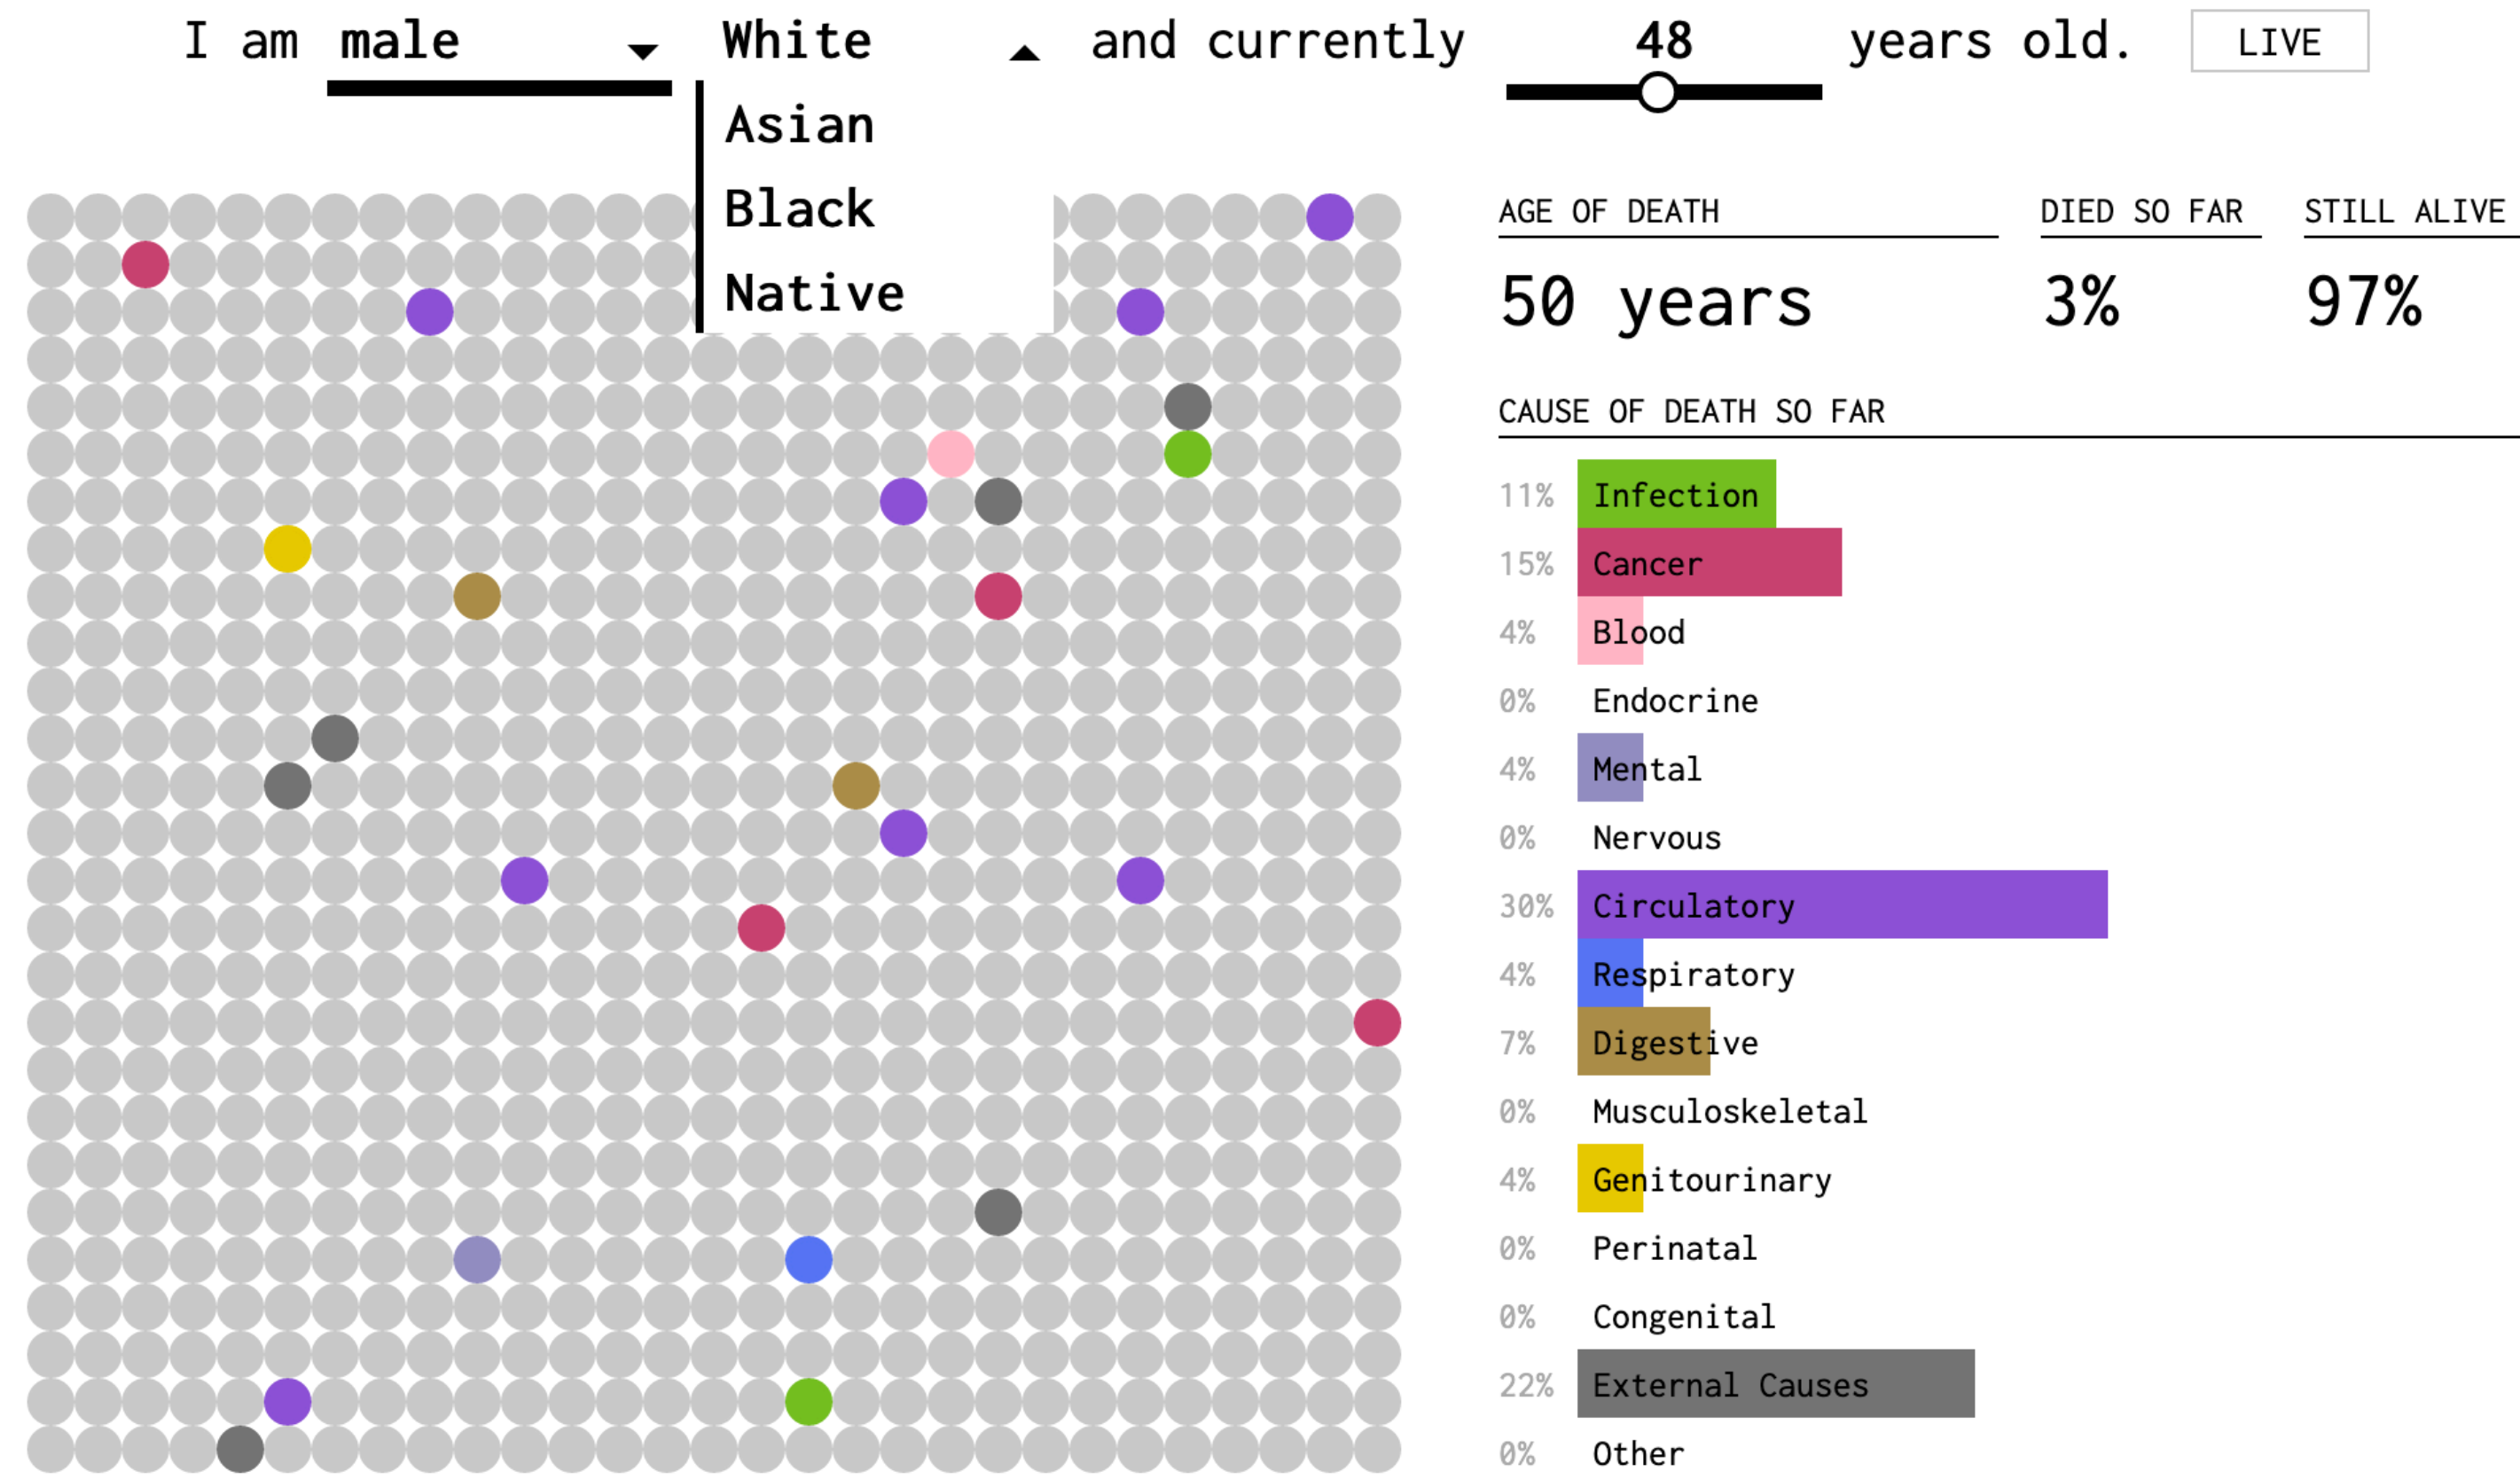 I am male White and currently 48 years old. LIVE
Asian
Black
Native
AGE OF DEATH DIED SO FAR STILL ALIVE
50 years 3% 97%
CAUSE OF DEATH SO FAR
11% Infection
15% Cancer
4% Blood
0% Endocrine
4% Mental
0% Nervous
30% Circulatory
4% Respiratory
7% Digestive
0% Musculoskeletal
4% Genitourinary
0% Perinatal
0% Congenital
22% External Causes
0% Other